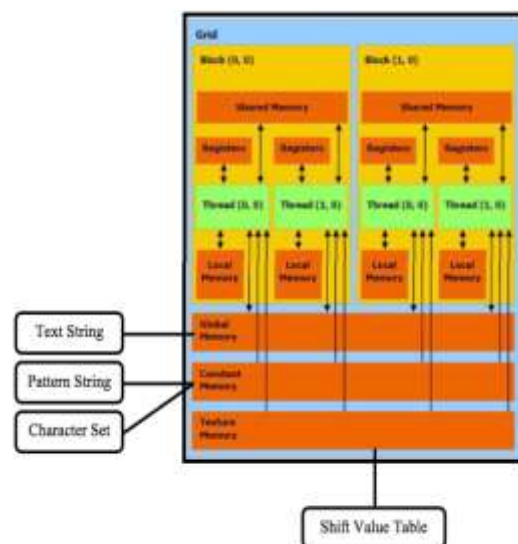 Grid
Block (0, 0)
Block (1, 0)
Shared Memory
Shared Memory
Registers
Registers
Registers
Registers
Thread (0, 0)
Thread (1, 0)
Thread (0, 0)
Thread (1, 0)
Local
Memory
Local
Memory
Local
Memory
Local
Memory
Text String
Global
Memory
Pattern String
Constant
Memory
Character Set
Texture
Memory
Shift Value Table